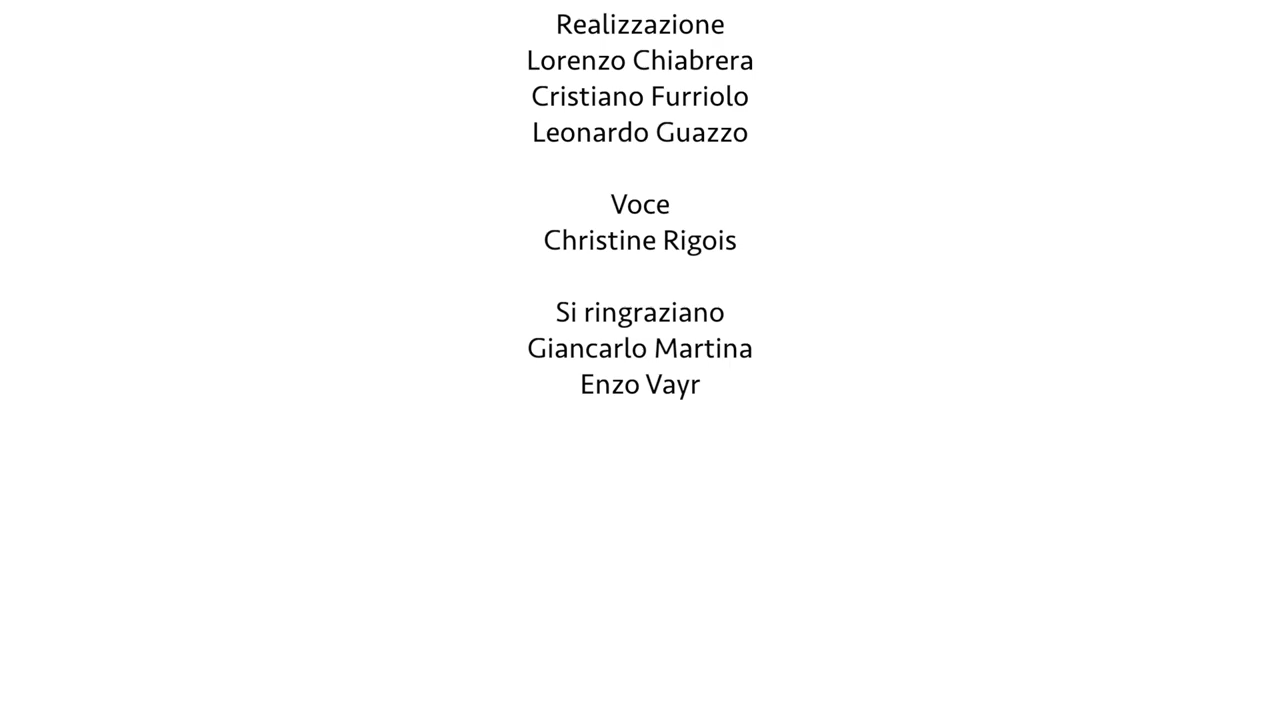 Realizzazione
Lorenzo Chiabrera
Cristiano Furriolo
Leonardo Guazzo
Voce
Christine Rigois
Si ringraziano
Giancarlo Martina
Enzo Vayr